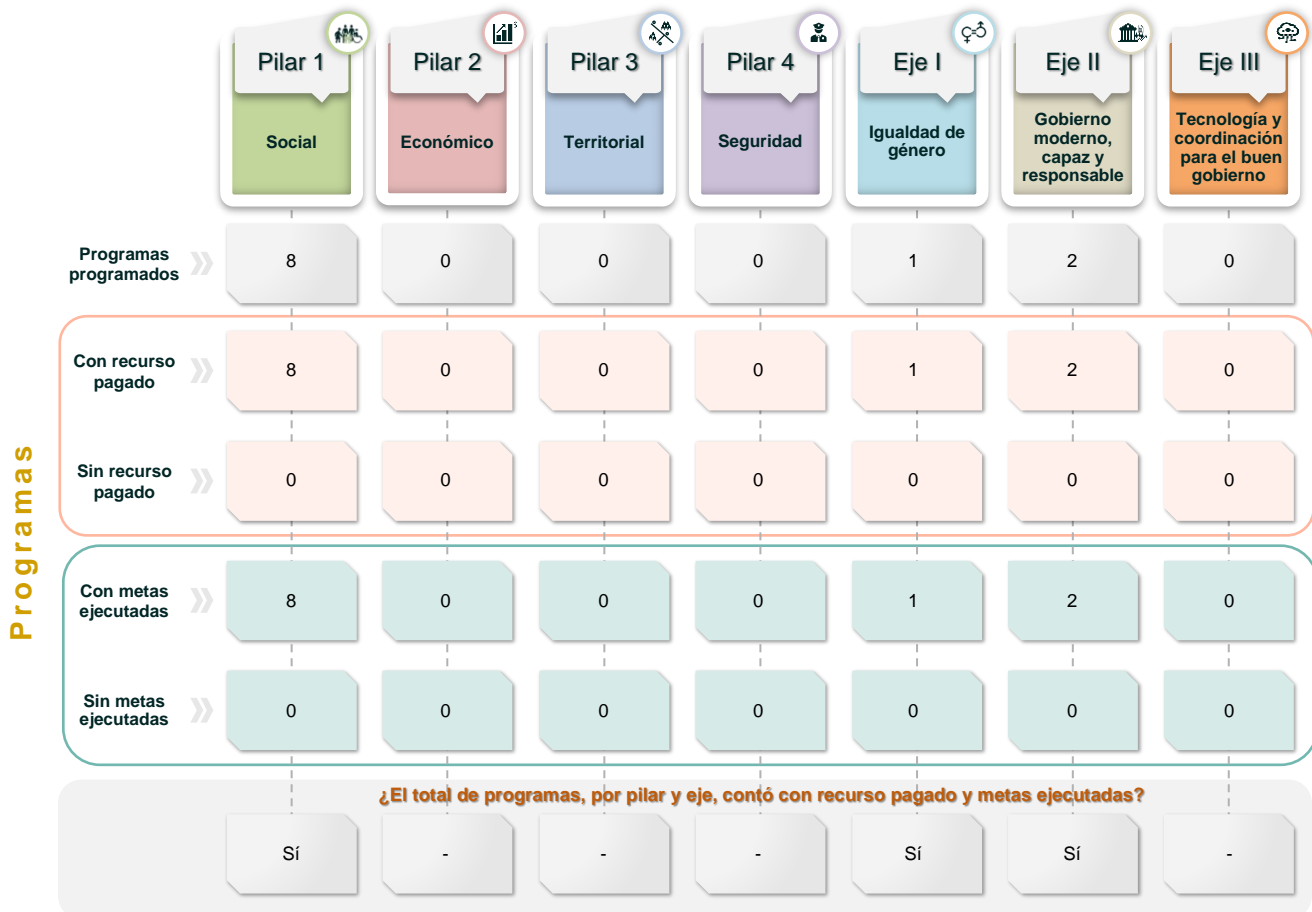 Pilar 1
Pilar 2
Pilar 3
Pilar 4
Eje I
Eje II
Eje III
Social
Económico
Territorial
Seguridad
Igualdad de
género
Gobierno
moderno,
capaz y
responsable
Tecnología y
coordinación
para el buen
gobierno
Programas
Programas
programados
8
0
0
0
1
2
0
Con recurso
pagado
8
0
0
0
1
2
0
Sin recurso
pagado
0
0
0
0
0
0
0
Con metas
ejecutadas
8
0
0
0
1
2
0
Sin metas
ejecutadas
0
0
0
0
0
0
0
¿El total de programas, por pilar y eje, contó con recurso pagado y metas ejecutadas?
Sí
-
-
-
Sí
Sí
-